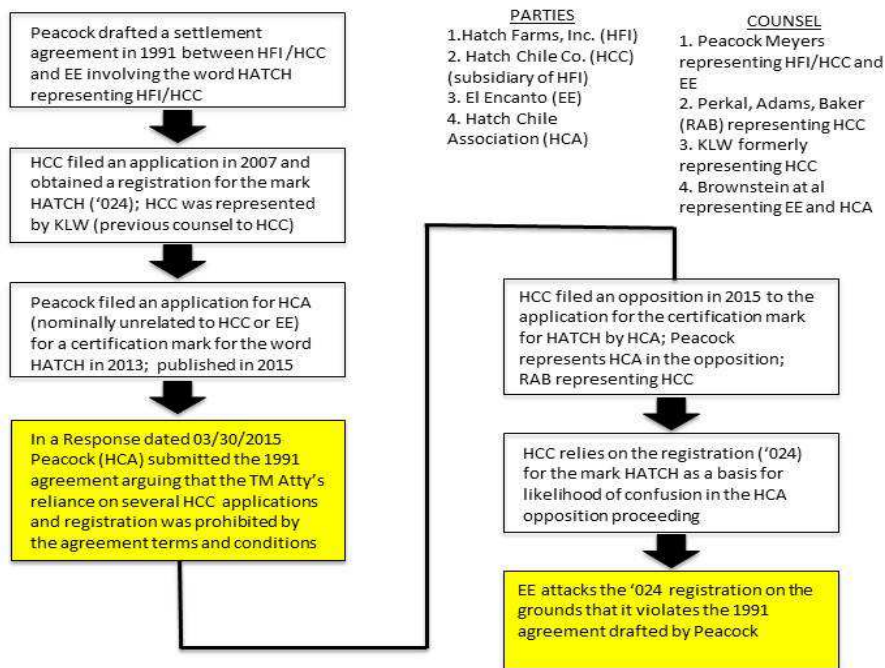 Peacock drafted a settlement
agreement in 1991 between HFI /HCC
and EE involving the word HATCH
representing HFI/HCC
HCC filed an application in 2007 and
obtained a registration for the mark
HATCH (‘024); HCC was represented
by KLW (previous counsel to HCC)
Peacock filed an application for HCA
(nominally unrelated to HCC or EE)
for a certification mark for the word
HATCH in 2013; published in 2015
In a Response dated 03/30/2015
Peacock (HCA) submitted the 1991
agreement arguing that the TM Atty’s
reliance on several HCC applications
and registration was prohibited by
the agreement terms and conditions
PARTIES
1.Hatch Farms, Inc. (HFI)
2. Hatch Chile Co. (HCC)
(subsidiary of HFI)
3. El Encanto (EE)
4. Hatch Chile
Association (HCA)
COUNSEL
1. Peacock Meyers
representing HFI/HCC and
EE
2. Perkal, Adams, Baker
(RAB) representing HCC
3. KLW formerly
representing HCC
4. Brownstein at al
representing EE and HCA
HCC filed an opposition in 2015 to the
application for the certification mark
for HATCH by HCA; Peacock
represents HCA in the opposition;
RAB representing HCC
HCC relies on the registration (‘024)
for the mark HATCH as a basis for
likelihood of confusion in the HCA
opposition proceeding
EE attacks the ‘024 registration on the
grounds that it violates the 1991
agreement drafted by Peacock